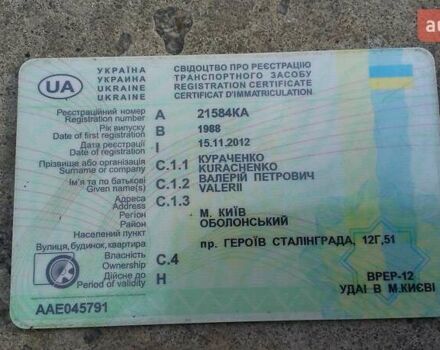 au
UA
УКРАЇНА
УКРАИНА
UKRAINE
UKRAINE
СВІДОЦТВО ПРО РЕЄСТРАЦІЮ
ТРАНСПОРТНОГО ЗАСОБУ
REGISTRATION CERTIFICATE
CERTIFICAT D'IMMATRICULATION
Реєстраційний номер
Registration number
A
21584KA
Рік випуску
Date of first registration
B
1988
Дата реєстрації
Date of registration
I
15.11.2012
Прізвище або організація
Surname or company
C.1.1
КУРАЧЕНКО
KURACHENKO
Ім'я та по батькові
Given name(s)
C.1.2
ВАЛЕРІЙ ПЕТРОВИЧ
VALERII
Адреса
Address
C.1.3
Регіон
М. КИЇВ
Район
ОБОЛОНСЬКИЙ
Населений пункт
Вулиця, будинок, квартира
пр. ГЕРОЇВ СТАЛІНГРАДА, 12Г,51
Власність
Ownership
C.4
Дійсне до
Period of validity
H
ВРЕР-12
УДАІ В М.КИЄВІ
AAE045791